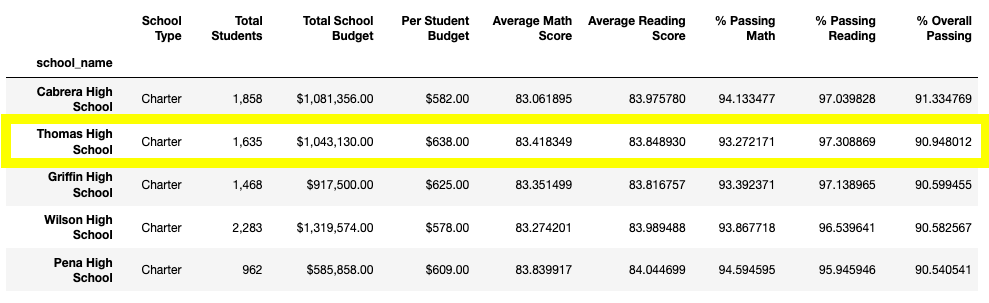 School Type Total Students Total School Budget Per Student Budget Average Math Score Average Reading Score % Passing Math % Passing Reading % Overall Passing
school_name
Cabrera High School Charter 1,858 $1,081,356.00 $582.00 83.061895 83.975780 94.133477 97.039828 91.334769
Thomas High School Charter 1,635 $1,043,130.00 $638.00 83.418349 83.848930 93.272171 97.308869 90.948012
Griffin High School Charter 1,468 $917,500.00 $625.00 83.351499 83.816757 93.392371 97.138965 90.599455
Wilson High School Charter 2,283 $1,319,574.00 $578.00 83.274201 83.989488 93.867718 96.539641 90.582567
Pena High School Charter 962 $585,858.00 $609.00 83.839917 84.044699 94.594595 95.945946 90.540541